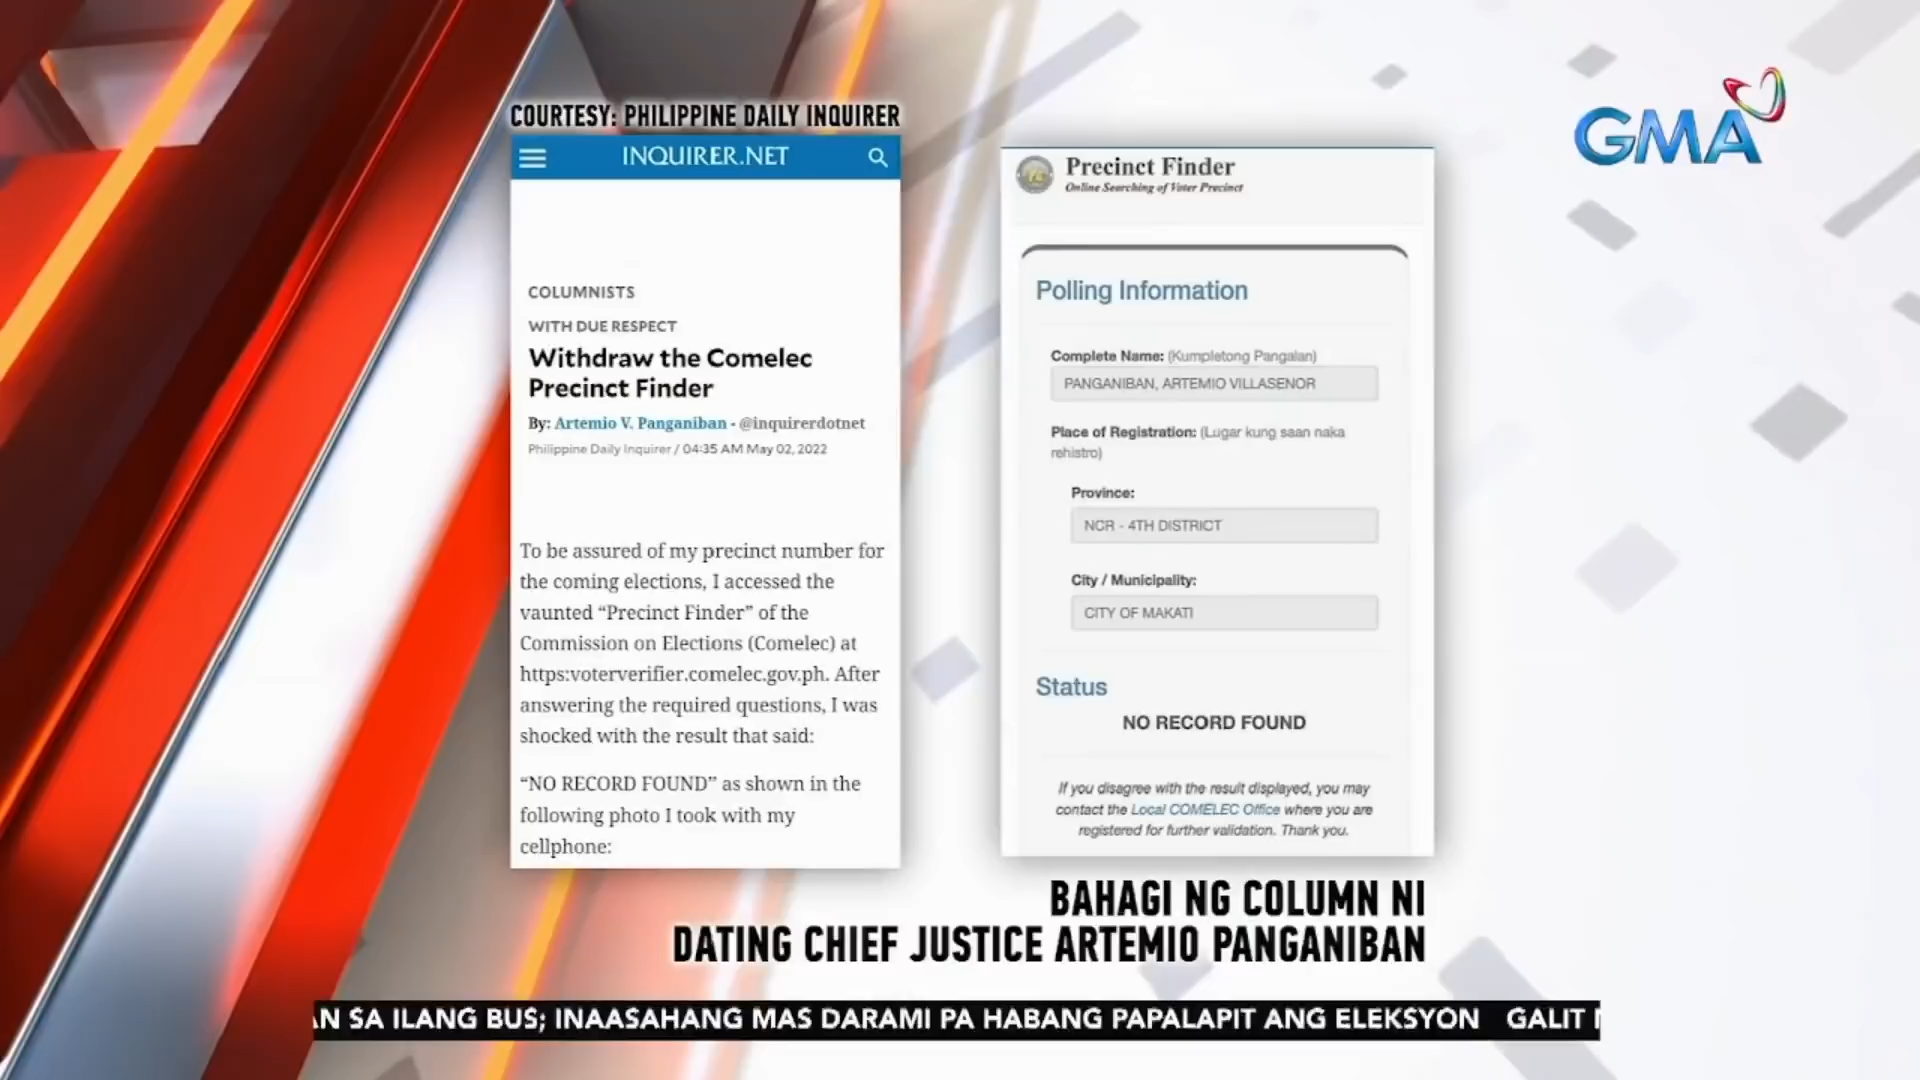 COURTESY: PHILIPPINE DAILY INQUIRER
INQUIRER.NET
COLUMNISTS
WITH DUE RESPECT
Withdraw the Comelec
Precinct Finder
By: Artemio V. Panganiban - @inquirerdotnet
Philippine Daily Inquirer / 04:35 AM May 02, 2022
To be assured of my precinct number for
the coming elections, I accessed the
vaunted “Precinct Finder” of the
Commission on Elections (Comelec) at
https:voterverifier.comelec.gov.ph. After
answering the required questions, I was
shocked with the result that said:
“NO RECORD FOUND” as shown in the
following photo I took with my
cellphone:
Precinct Finder
Online Searching of Voter Precinct
Polling Information
Complete Name: (Kumpletong Pangalan)
PANGANIBAN, ARTEMIO VILLASENOR
Place of Registration: (Lugar kung saan naka
rehistro)
Province:
NCR - 4TH DISTRICT
City / Municipality:
CITY OF MAKATI
Status
NO RECORD FOUND
If you disagree with the result displayed, you may
contact the Local COMELEC Office where you are
registered for further validation. Thank you.
GMA
BAHAGI NG COLUMN NI
DATING CHIEF JUSTICE ARTEMIO PANGANIBAN
SA ILANG BUS; INAASAHANG MAS DARAMI PA HABANG PAPALAPIT ANG ELEKSYON GALIT